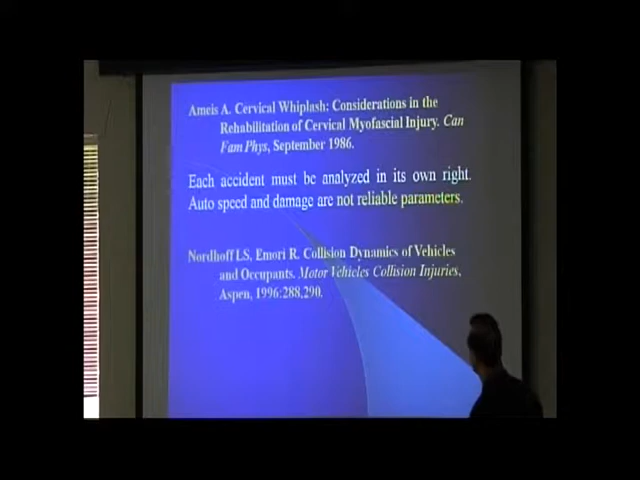 Ameis A. Cervical Whiplash: Considerations in the
Rehabilitation of Cervical Myofascial Injury. Can
Fam Phys, September 1986.
Each accident must be analyzed in its own right.
Auto speed and damage are not reliable parameters.
Nordhoff LS, Emori R. Collision Dynamics of Vehicles
and Occupants. Motor Vehicles Collision Injuries,
Aspen, 1996:288,290.